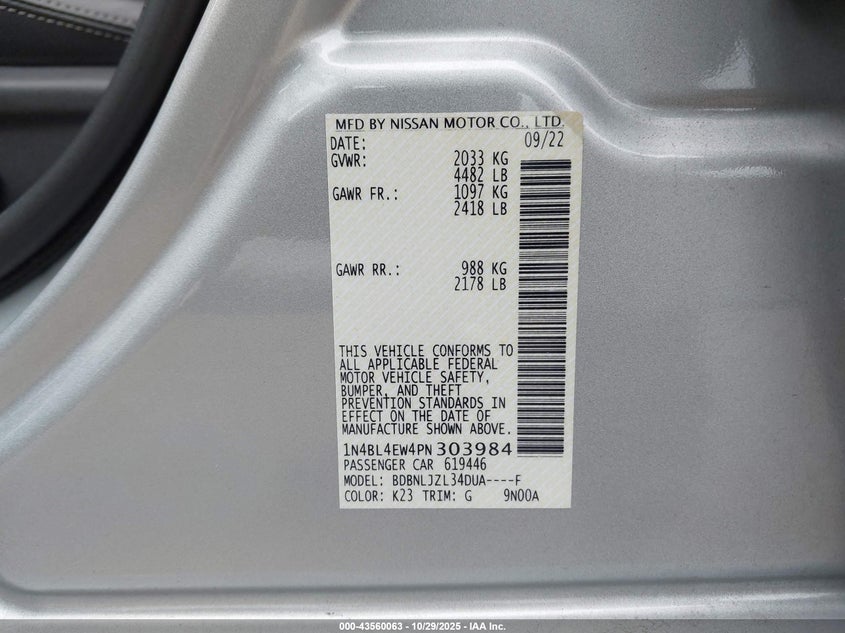 MFD BY NISSAN MOTOR CO., LTD.
DATE: 09/22
GVWR: 2033 KG
4482 LB
GAWR FR.: 1097 KG
2418 LB
GAWR RR.: 988 KG
2178 LB
THIS VEHICLE CONFORMS TO
ALL APPLICABLE FEDERAL
MOTOR VEHICLE SAFETY,
BUMPER, AND THEFT
PREVENTION STANDARDS IN
EFFECT ON THE DATE OF
MANUFACTURE SHOWN ABOVE.
1N4BL4EW4PN303984
PASSENGER CAR 619446
MODEL: BDBNLJZL34DUA----F
COLOR: K23 TRIM: G 9N00A
000-43560063 - 10/29/2025 - IAA Inc.